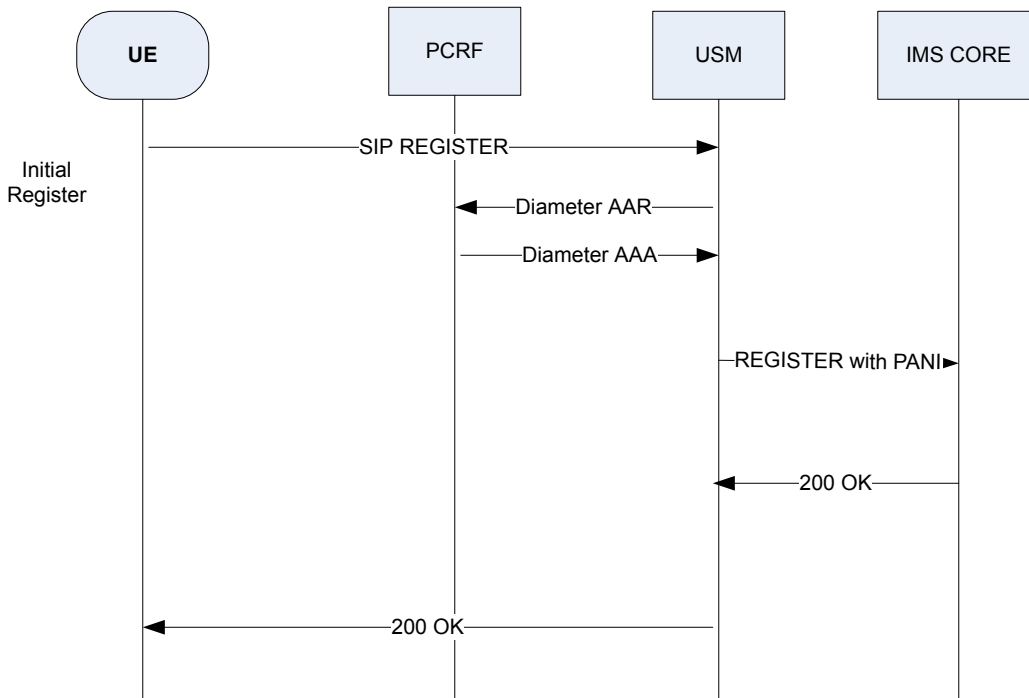 UE
PCRF
USM
IMS CORE
SIP REGISTER
Initial
Register
Diameter AAR
Diameter AAA
REGISTER with PANI
200 OK
200 OK